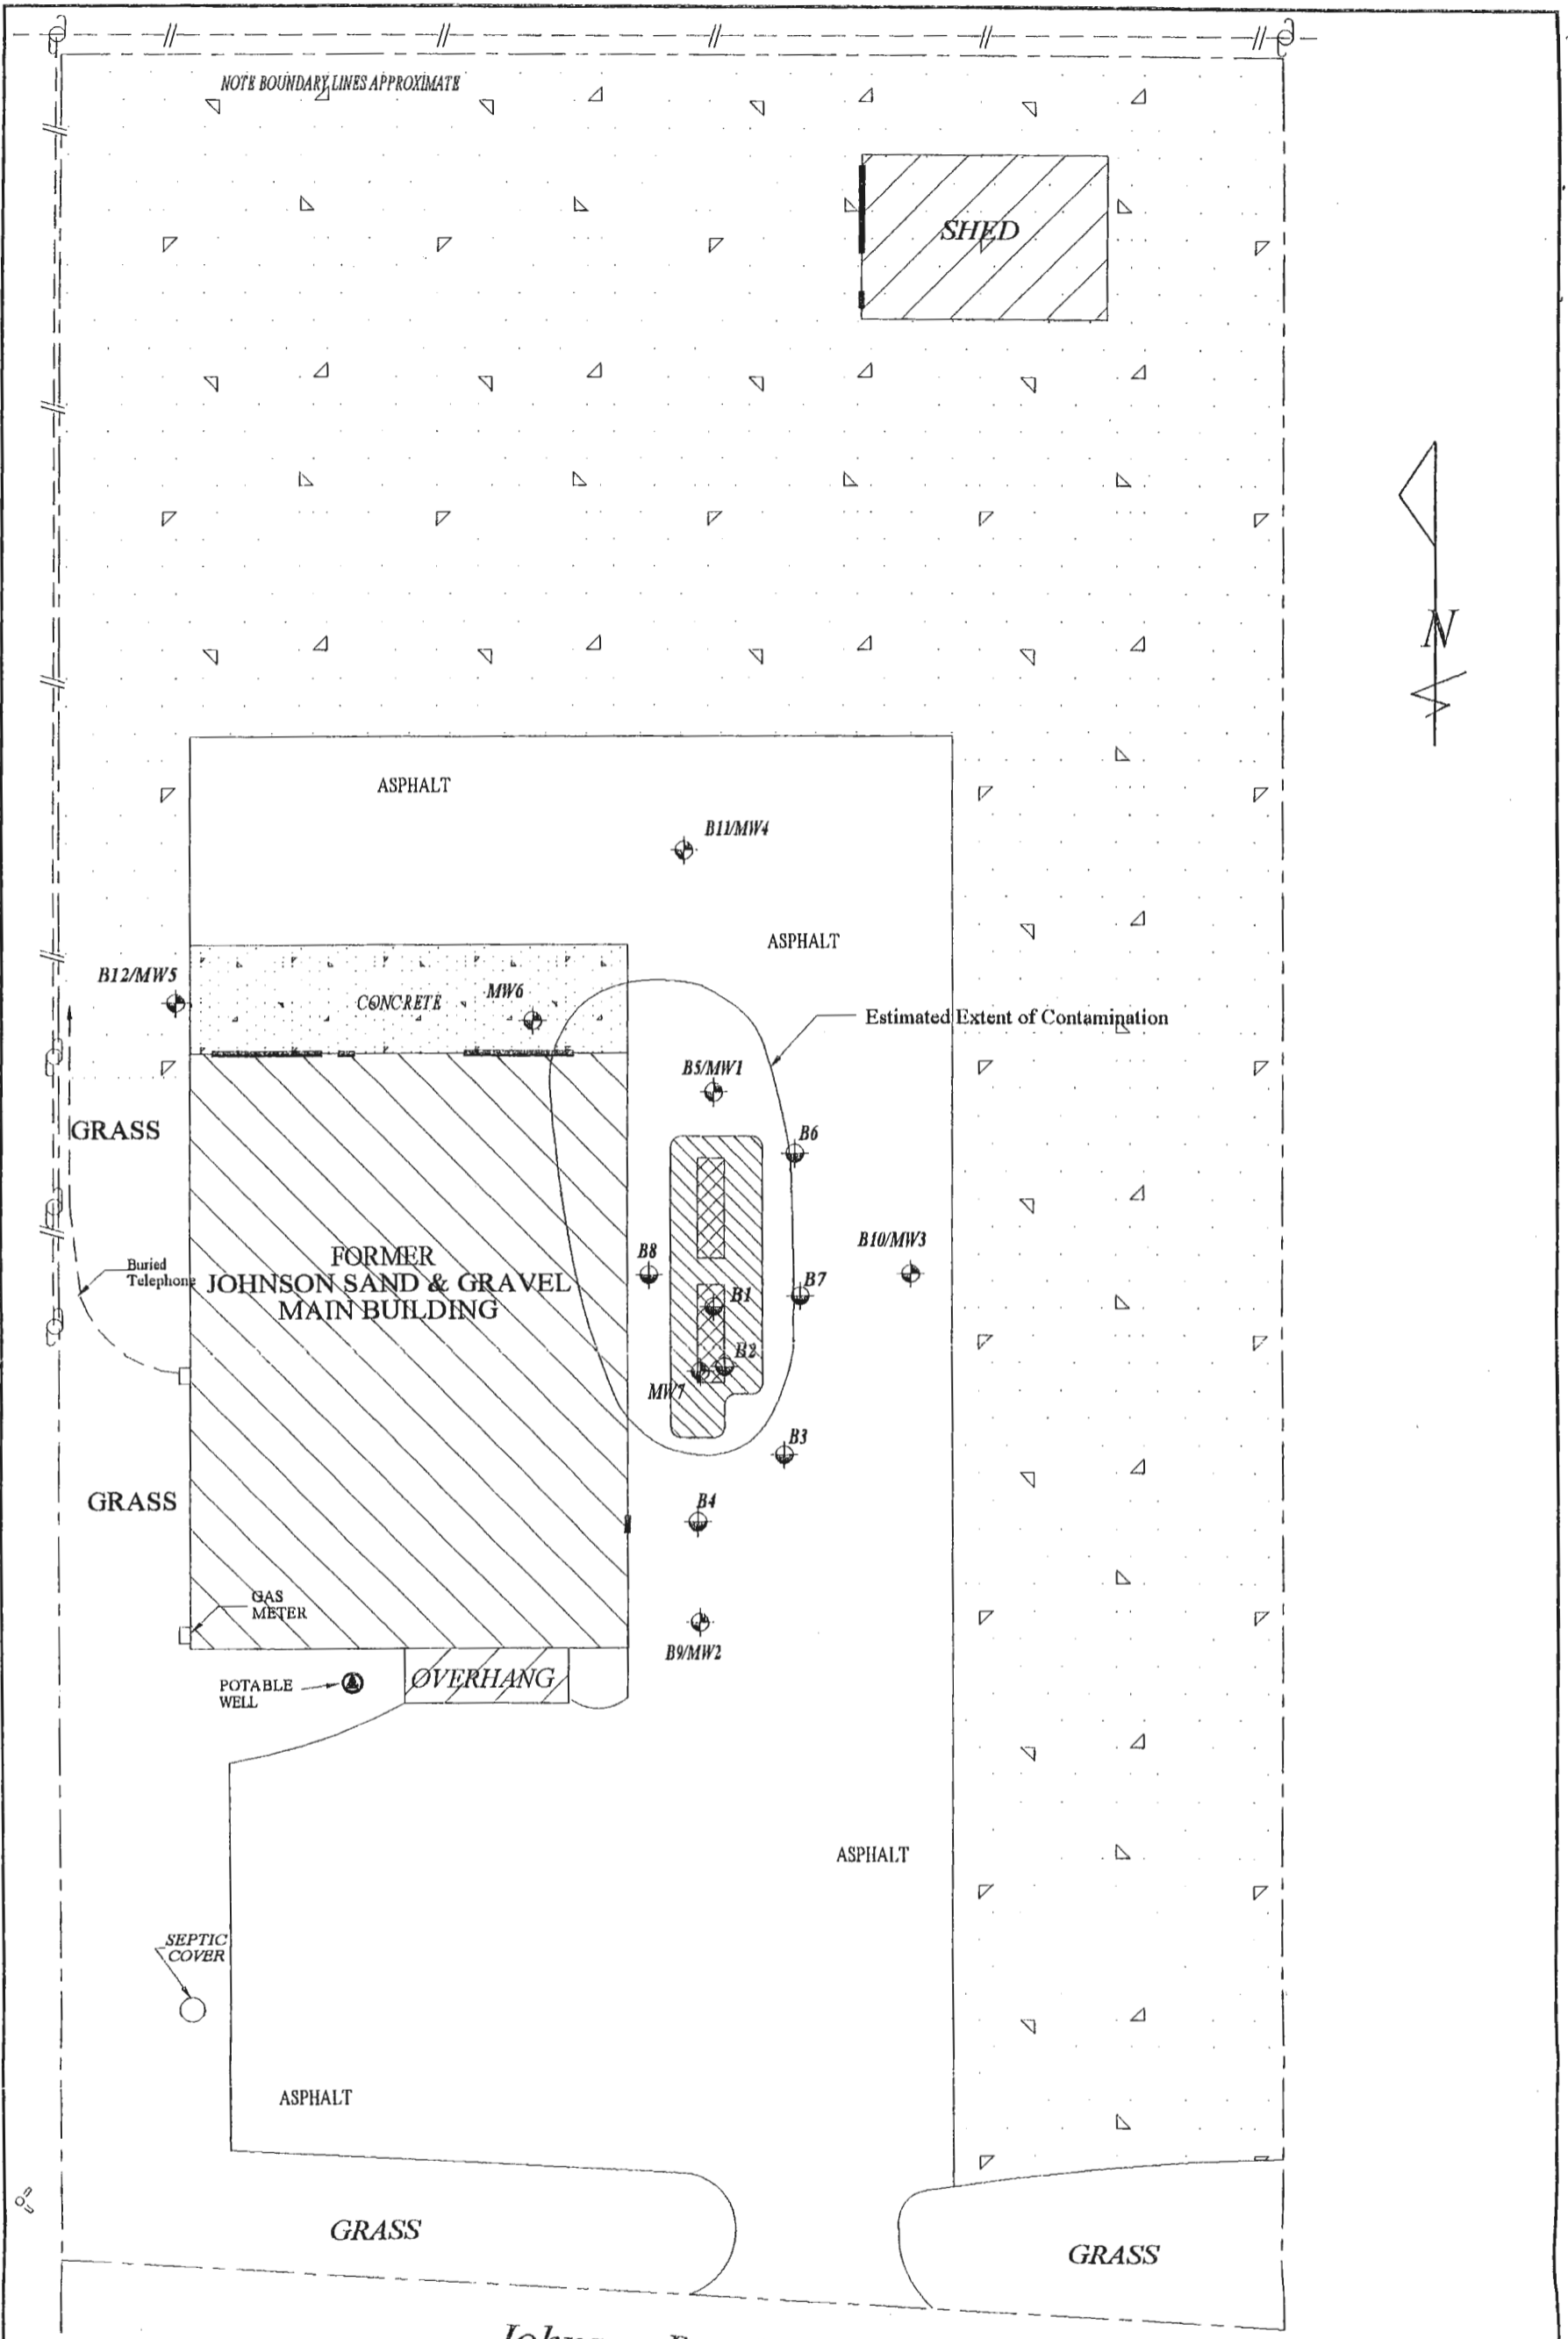 NOTE BOUNDARY LINES APPROXIMATE
SHED
N
ASPHALT
B11/MW4
ASPHALT
B12/MW5
CONCRETE
MW6
Estimated Extent of Contamination
B5/MW1
GRASS
B6
B10/MW3
B8
FORMER
JOHNSON SAND & GRAVEL
MAIN BUILDING
Buried
Telephone
B7
B1
B2
MW7
B3
GRASS
B4
GAS
METER
B9/MW2
OVERHANG
POTABLE
WELL
ASPHALT
SEPTIC
COVER
ASPHALT
GRASS
GRASS